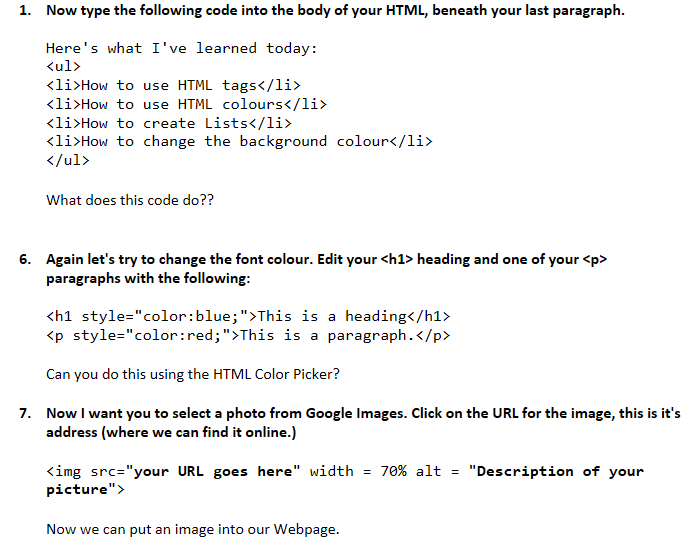 1. Now type the following code into the body of your HTML, beneath your last paragraph.
Here's what I've learned today:
<ul>
<li>How to use HTML tags</li>
<li>How to use HTML colours</li>
<li>How to create Lists</li>
<li>How to change the background colour</li>
</ul>
What does this code do??
6. Again let's try to change the font colour. Edit your <h1> heading and one of your <p>
paragraphs with the following:
<h1 style="color:blue;">This is a heading</h1>
<p style="color:red;">This is a paragraph.</p>
Can you do this using the HTML Color Picker?
7. Now I want you to select a photo from Google Images. Click on the URL for the image, this is it's
address (where we can find it online.)
<img src="your URL goes here" width = 70% alt = "Description of your
picture">
Now we can put an image into our Webpage.